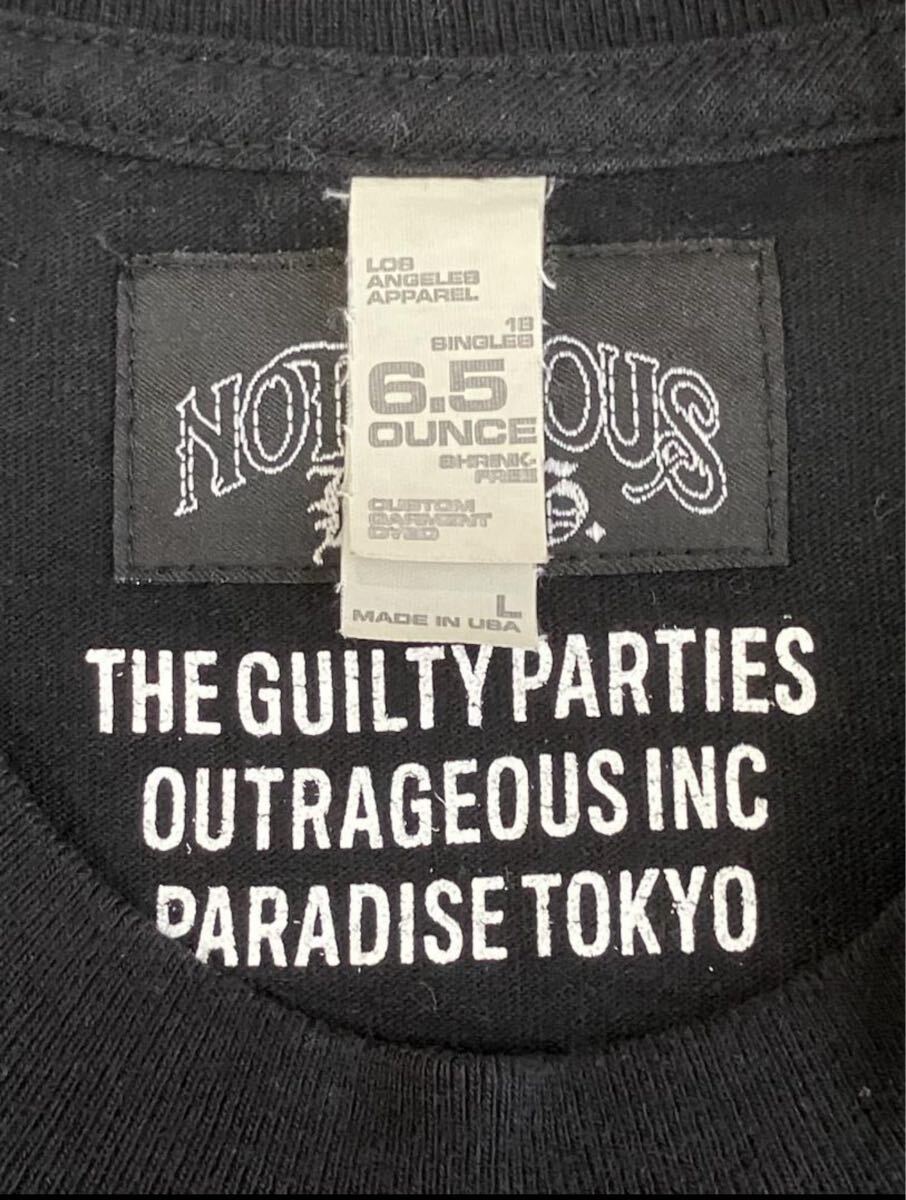 LOS
ANGELES
APPAREL
18
SINGLES
6.5
OUNCE
SHRINK-
FREE
CUSTOM
GARMENT
DYED
L
MADE IN USA
THE GUILTY PARTIES
OUTRAGEOUS INC
PARADISE TOKYO